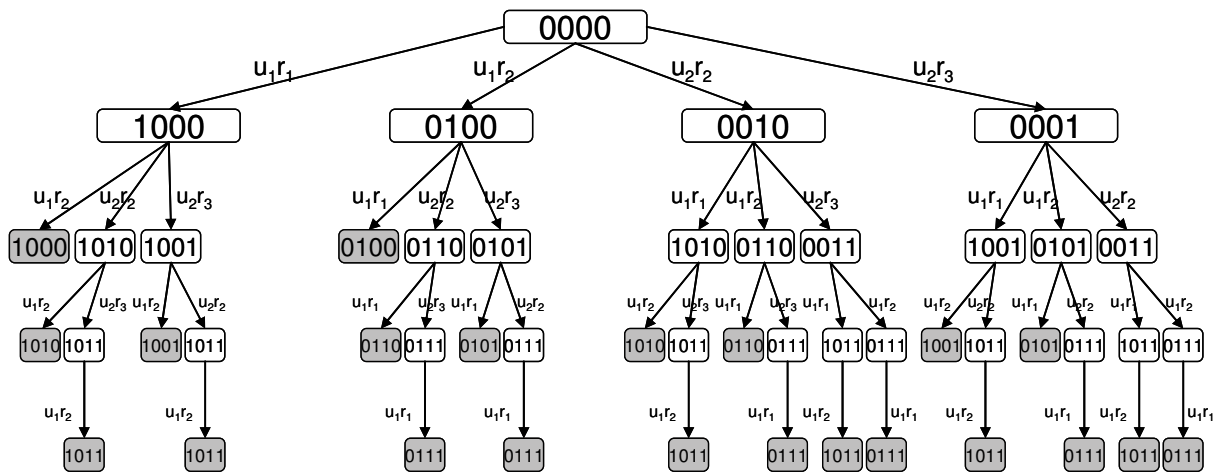 0000
u₁r₁ u₁r₂ u₂r₂ u₂r₃
1000 0100 0010 0001
u₁r₂ u₂r₂ u₂r₃ u₁r₁ u₂r₂ u₂r₃ u₁r₁ u₁r₂ u₂r₃ u₁r₁ u₁r₂ u₂r₂
1000 1010 1001 0100 0110 0101 1010 0110 0011 1001 0101 0011
u₁r₂ u₂r₃ u₁r₂ u₂r₂ u₁r₁ u₂r₃ u₁r₁ u₂r₂ u₁r₂ u₂r₃ u₁r₁ u₂r₃ u₁r₁ u₁r₂ u₁r₂ u₂r₂ u₁r₁ u₂r₂ u₁r₁ u₁r₂
1010 1011 1001 1011 0110 0111 0101 0111 1010 1011 0110 0111 1011 0111 1001 1011 0101 0111 1011 0111
u₁r₂ u₁r₂ u₁r₁ u₁r₁ u₁r₂ u₁r₁ u₁r₂ u₁r₁ u₁r₂ u₁r₁ u₁r₂ u₁r₁
1011 1011 0111 0111 1011 0111 1011 0111 1011 0111 1011 0111